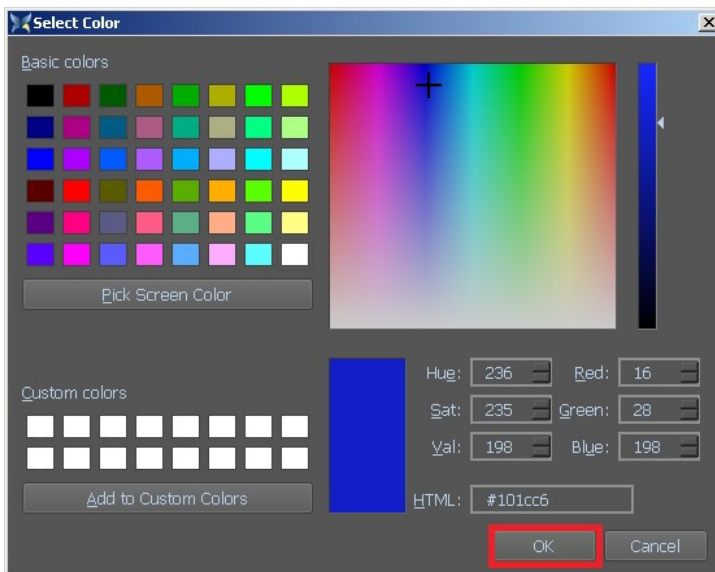 Select Color
Basic colors
Pick Screen Color
Custom colors
Add to Custom Colors
Hue: 236 Red: 16
Sat: 235 Green: 28
Val: 198 Blue: 198
HTML: #101cc6
OK Cancel